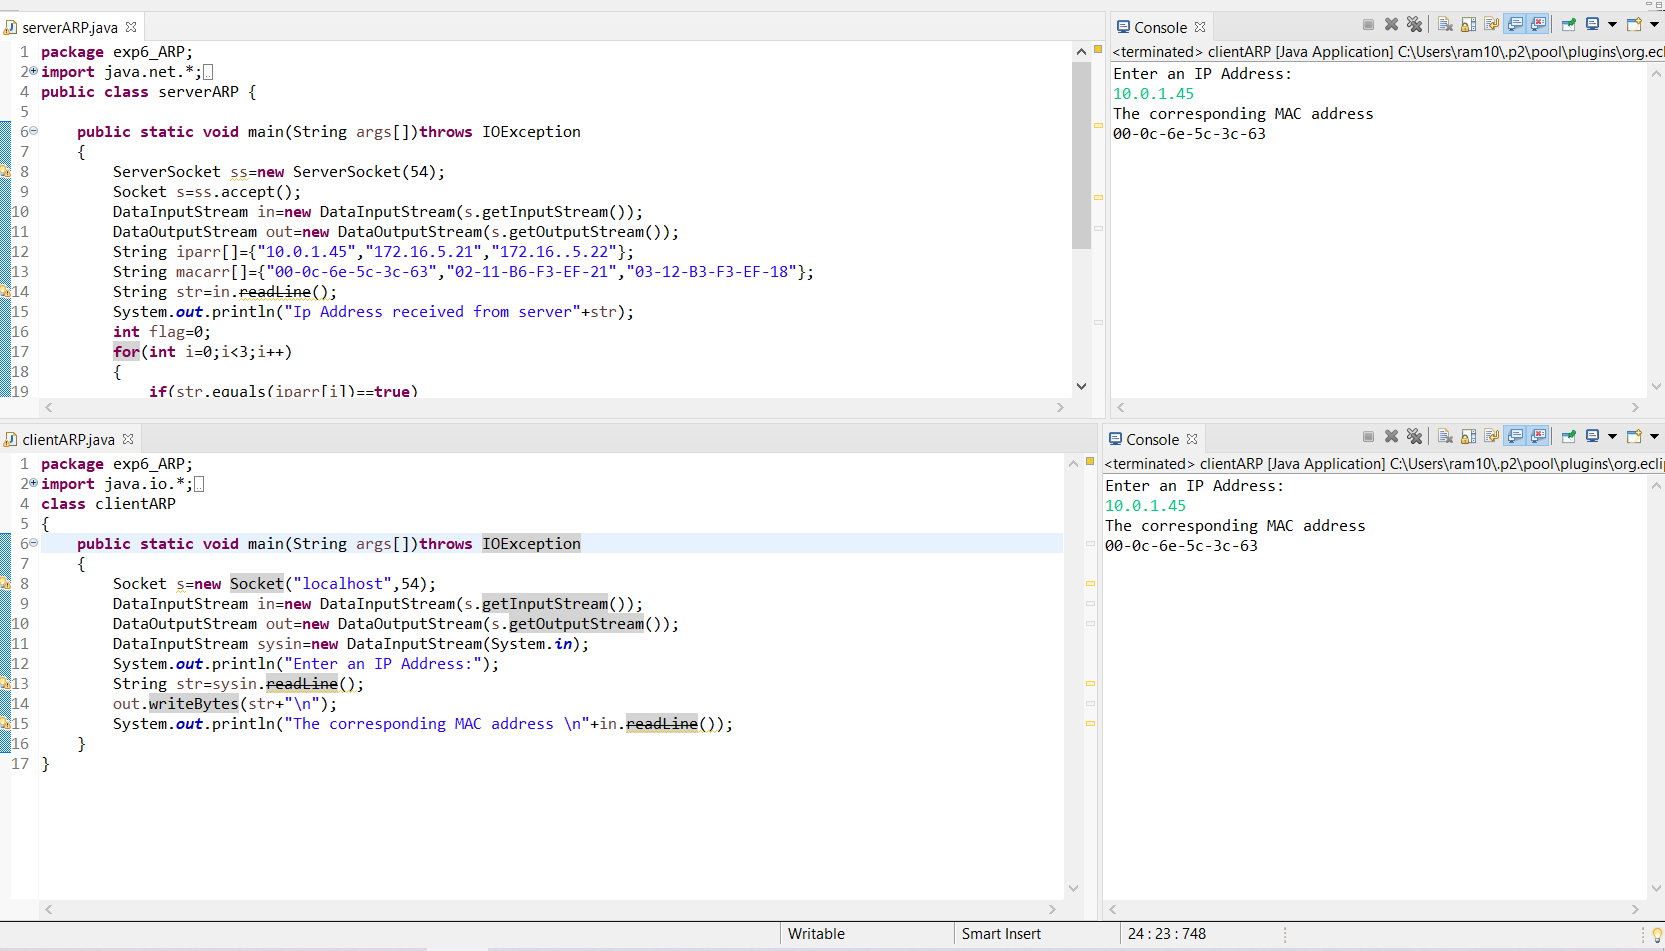 serverARP.java
1 package exp6_ARP;
2 import java.net.*;
4 public class serverARP {
5
6 public static void main(String args[])throws IOException
7 {
8 ServerSocket ss=new ServerSocket(54);
9 Socket s=ss.accept();
10 DataInputStream in=new DataInputStream(s.getInputStream());
11 DataOutputStream out=new DataOutputStream(s.getOutputStream());
12 String iparr[]={"10.0.1.45","172.16.5.21","172.16..5.22"};
13 String macarr[]={"00-0c-6e-5c-3c-63","02-11-B6-F3-EF-21","03-12-B3-F3-EF-18"};
14 String str=in.readLine();
15 System.out.println("Ip Address received from server"+str);
16 int flag=0;
17 for(int i=0;i<3;i++)
18 {
19 if(str.equals(iparr[i])==true)
Console
<terminated> clientARP [Java Application] C:\Users\ram10\.p2\pool\plugins\org.ecl
Enter an IP Address:
10.0.1.45
The corresponding MAC address
00-0c-6e-5c-3c-63
clientARP.java
1 package exp6_ARP;
2 import java.io.*;
4 class clientARP
5 {
6 public static void main(String args[])throws IOException
7 {
8 Socket s=new Socket("localhost",54);
9 DataInputStream in=new DataInputStream(s.getInputStream());
10 DataOutputStream out=new DataOutputStream(s.getOutputStream());
11 DataInputStream sysin=new DataInputStream(System.in);
12 System.out.println("Enter an IP Address:");
13 String str=sysin.readLine();
14 out.writeBytes(str+"\n");
15 System.out.println("The corresponding MAC address \n"+in.readLine());
16 }
17 }
Console
<terminated> clientARP [Java Application] C:\Users\ram10\.p2\pool\plugins\org.eclip
Enter an IP Address:
10.0.1.45
The corresponding MAC address
00-0c-6e-5c-3c-63
Writable
Smart Insert
24 : 23 : 748